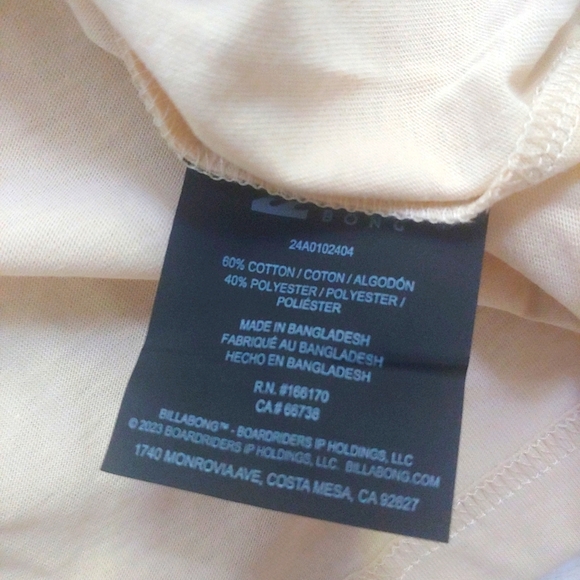 BONG
24A0102404
60% COTTON / COTON / ALGODÓN
40% POLYESTER / POLYESTER /
POLIÉSTER
MADE IN BANGLADESH
FABRIQUÉ AU BANGLADESH
HECHO EN BANGLADESH
R.N. #166170
CA # 66738
BILLABONG™ - BOARDRIDERS IP HOLDINGS, LLC
© 2023 BOARDRIDERS IP HOLDINGS, LLC. BILLABONG.COM
1740 MONROVIA AVE, COSTA MESA, CA 92627